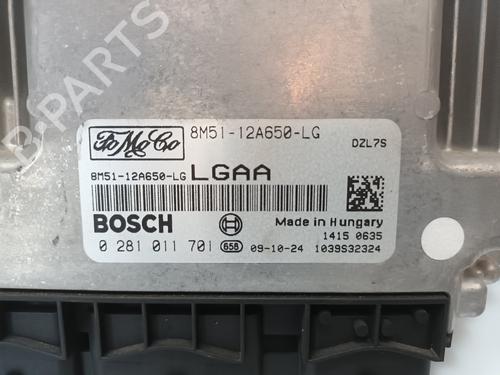 FoMoCo 8M51-12A650-LG
DZL7S
8M51-12A650-LG LGAA
BOSCH
Made in Hungary
1415 0635
0 281 011 701 658 09-10-24 1039S32324
B-PARTS